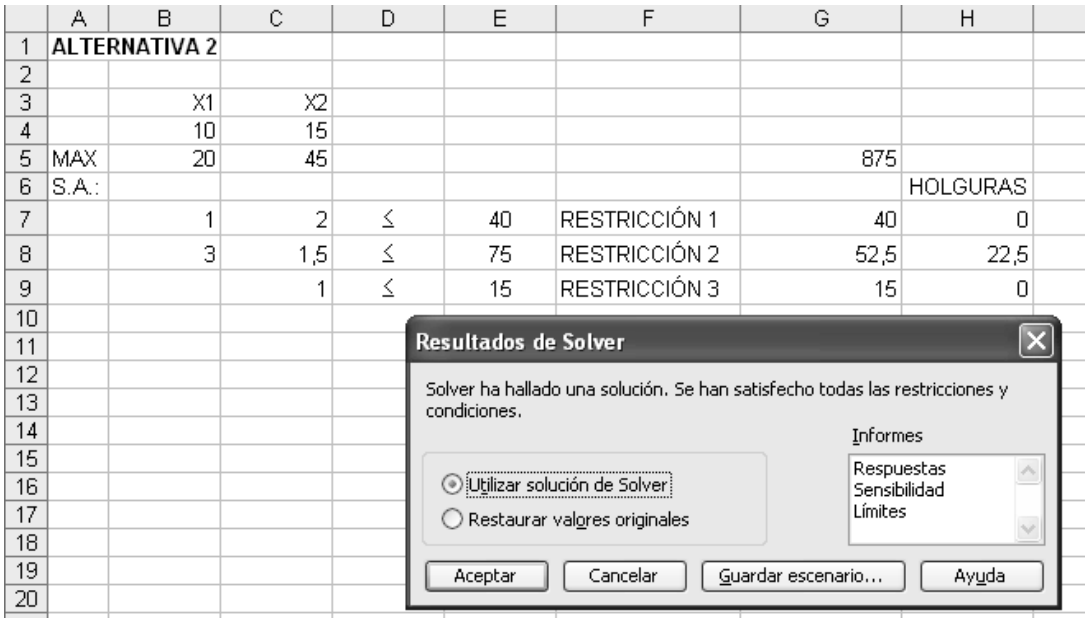 A B C D E F G H
1 ALTERNATIVA 2
2
3 X1 X2
4 10 15
5 MAX 20 45 875
6 S.A.: HOLGURAS
7 1 2 ≤ 40 RESTRICCIÓN 1 40 0
8 3 1,5 ≤ 75 RESTRICCIÓN 2 52,5 22,5
9 1 ≤ 15 RESTRICCIÓN 3 15 0
10
11
12
13
14
15
16
17
18
19
20
Resultados de Solver
Solver ha hallado una solución. Se han satisfecho todas las restricciones y
condiciones.
Informes
Respuestas
Sensibilidad
Límites
Utilizar solución de Solver
Restaurar valores originales
Aceptar Cancelar Guardar escenario... Ayuda